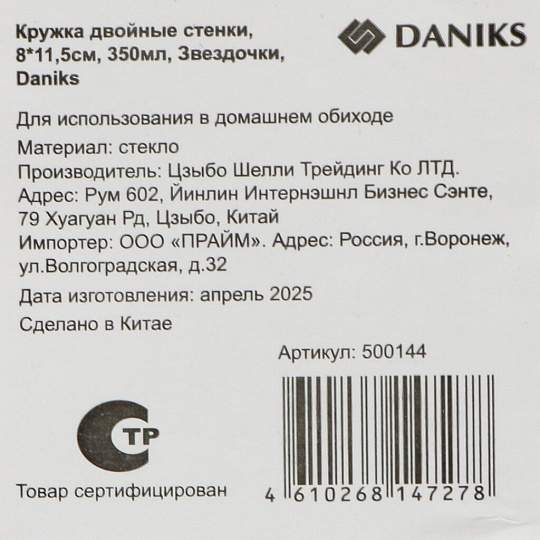 Кружка двойные стенки,
8*11,5см, 350мл, Звездочки,
Daniks
DANIKS
Для использования в домашнем обиходе
Материал: стекло
Производитель: Цзыбо Шелли Трейдинг Ко ЛТД.
Адрес: Рум 602, Йинлин Интернэшнл Бизнес Сэнте,
79 Хуагуан Рд, Цзыбо, Китай
Импортер: ООО «ПРАЙМ». Адрес: Россия, г.Воронеж,
ул.Волгоградская, д.32
Дата изготовления: апрель 2025
Сделано в Китае
Артикул: 500144
ТР
Товар сертифицирован
4 610268 147278